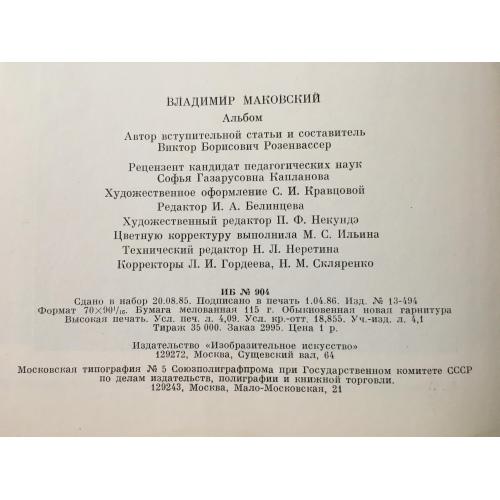 ВЛАДИМИР МАКОВСКИЙ
Альбом
Автор вступительной статьи и составитель
Виктор Борисович Розенвассер
Рецензент кандидат педагогических наук
Софья Газарусовна Капланова
Художественное оформление С. И. Кравцовой
Редактор И. А. Белинцева
Художественный редактор П. Ф. Некундэ
Цветную корректуру выполнила М. С. Ильина
Технический редактор Н. Л. Неретина
Корректоры Л. И. Гордеева, Н. М. Скляренко
ИБ № 904
Сдано в набор 20.08.85. Подписано в печать 1.04.86. Изд. № 13-494
Формат 70×90¹/₁₆. Бумага мелованная 115 г. Обыкновенная новая гарнитура
Высокая печать. Усл. печ. л. 4,09. Усл. кр.-отт. 18,855. Уч.-изд. л. 4,1
Тираж 35 000. Заказ 2995. Цена 1 р.
Издательство «Изобразительное искусство»
129272, Москва, Сущевский вал, 64
Московская типография № 5 Союзполиграфпрома при Государственном комитете СССР
по делам издательств, полиграфии и книжной торговли.
129243, Москва, Мало-Московская, 21